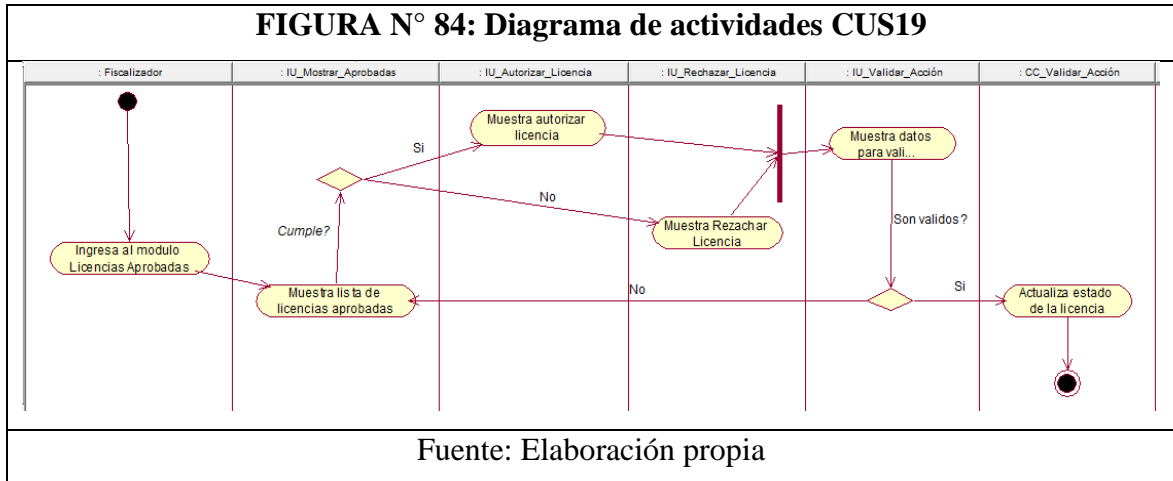 FIGURA N° 84: Diagrama de actividades CUS19
: Fiscalizador
: IU_Mostrar_Aprobadas
: IU_Autorizar_Licencia
: IU_Rechazar_Licencia
: IU_Validar_Acción
: CC_Validar_Acción
Muestra autorizar
licencia
Muestra datos
para vali...
Si
No
Cumple?
Muestra Rezachar
Licencia
Son validos?
Ingresa al modulo
Licencias Aprobadas
Muestra lista de
licencias aprobadas
No
Si
Actualiza estado
de la licencia
Fuente: Elaboración propia